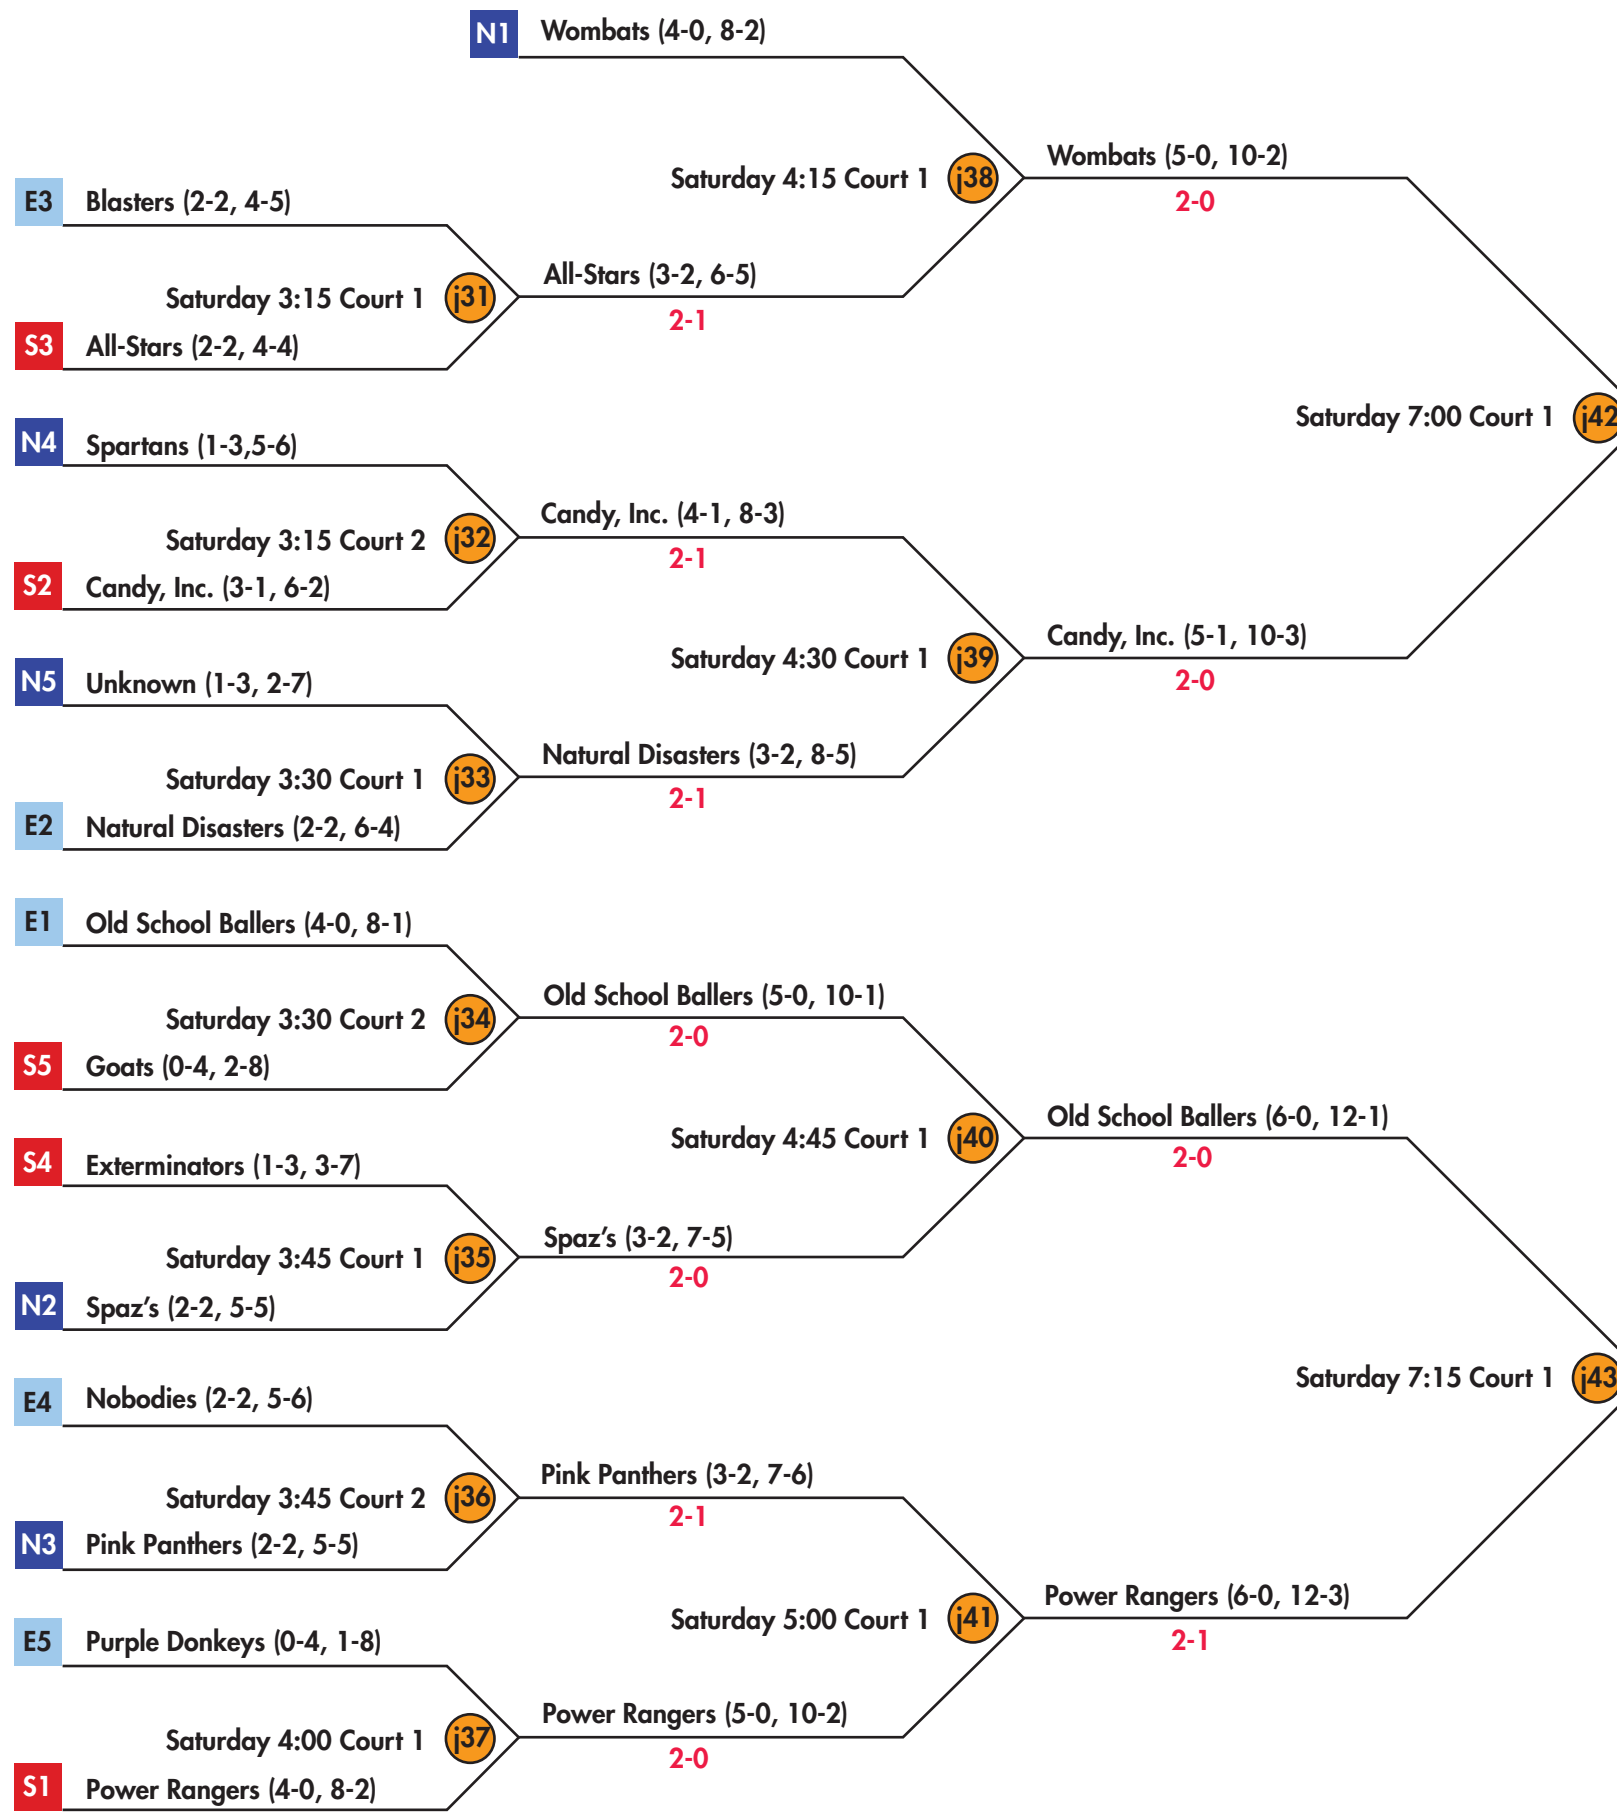 N1 Wombats (4-0, 8-2)
Wombats (5-0, 10-2)
Saturday 4:15 Court 1 j38
2-0
E3 Blasters (2-2, 4-5)
All-Stars (3-2, 6-5)
Saturday 3:15 Court 1 j31
2-1
S3 All-Stars (2-2, 4-4)
Saturday 7:00 Court 1 j42
N4 Spartans (1-3,5-6)
Candy, Inc. (4-1, 8-3)
Saturday 3:15 Court 2 j32
2-1
S2 Candy, Inc. (3-1, 6-2)
Candy, Inc. (5-1, 10-3)
Saturday 4:30 Court 1 j39
2-0
N5 Unknown (1-3, 2-7)
Natural Disasters (3-2, 8-5)
Saturday 3:30 Court 1 j33
2-1
E2 Natural Disasters (2-2, 6-4)
E1 Old School Ballers (4-0, 8-1)
Old School Ballers (5-0, 10-1)
Saturday 3:30 Court 2 j34
2-0
S5 Goats (0-4, 2-8)
Old School Ballers (6-0, 12-1)
Saturday 4:45 Court 1 j40
2-0
S4 Exterminators (1-3, 3-7)
Spaz's (3-2, 7-5)
Saturday 3:45 Court 1 j35
2-0
N2 Spaz's (2-2, 5-5)
Saturday 7:15 Court 1 j43
E4 Nobodies (2-2, 5-6)
Pink Panthers (3-2, 7-6)
Saturday 3:45 Court 2 j36
2-1
N3 Pink Panthers (2-2, 5-5)
Power Rangers (6-0, 12-3)
Saturday 5:00 Court 1 j41
2-1
E5 Purple Donkeys (0-4, 1-8)
Power Rangers (5-0, 10-2)
Saturday 4:00 Court 1 j37
2-0
S1 Power Rangers (4-0, 8-2)